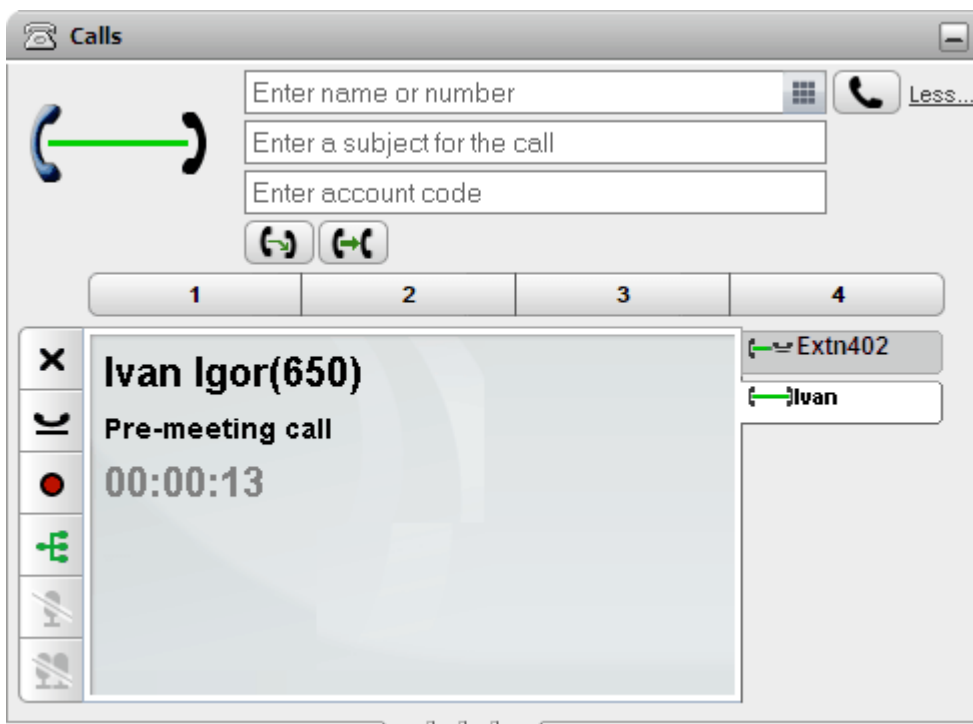 Calls
Enter name or number
Less...
Enter a subject for the call
Enter account code
1 2 3 4
Ivan Igor(650)
Pre-meeting call
00:00:13
Extn402
Ivan